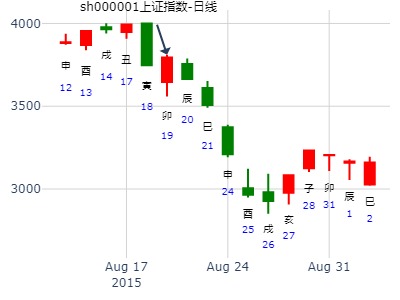 sh000001上证指数-日线
4000
3500
3000
申
12
酉
13
戌
14
丑
17
寅
18
卯
19
辰
20
巳
21
申
24
酉
25
戌
26
亥
27
子
28
卯
31
辰
1
巳
2
Aug 17
2015
Aug 24
Aug 31